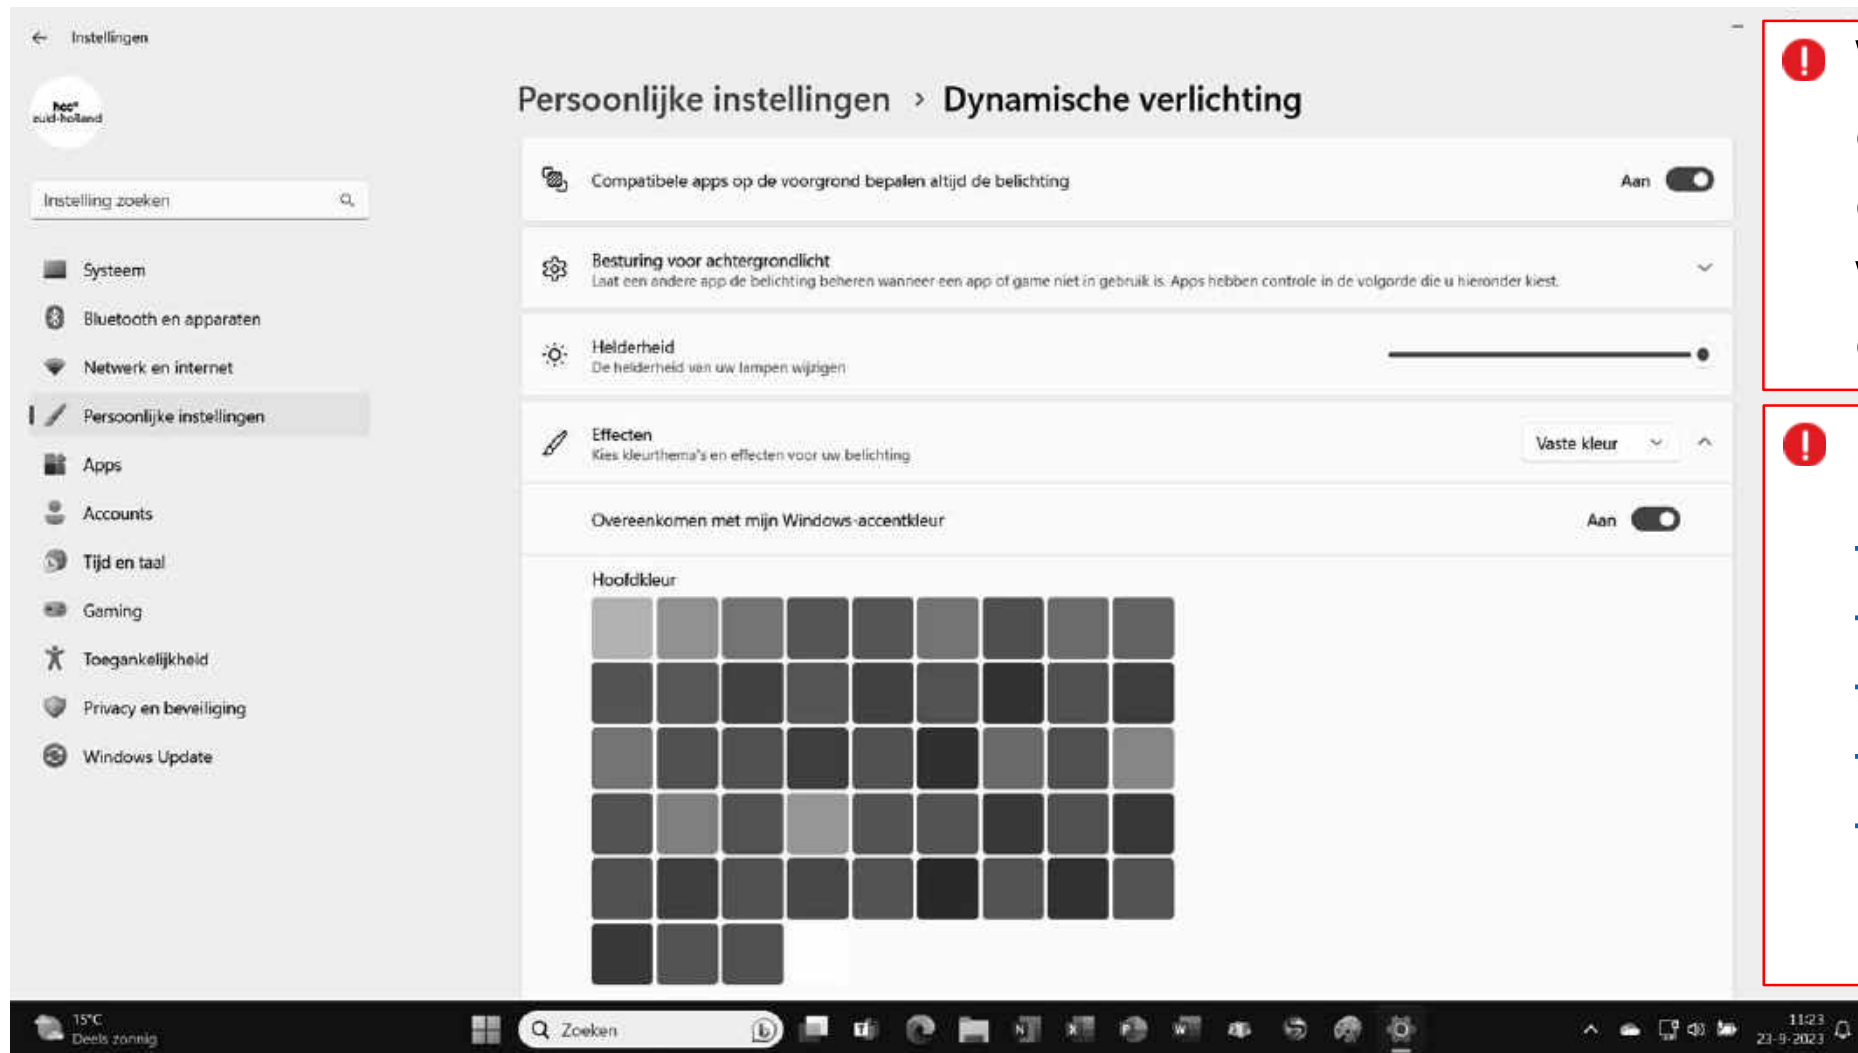 Instellingen
hcc
zuid-holland
Persoonlijke instellingen > Dynamische verlichting
Instelling zoeken
Systeem
Bluetooth en apparaten
Netwerk en internet
Persoonlijke instellingen
Apps
Accounts
Tijd en taal
Gaming
Toegankelijkheid
Privacy en beveiliging
Windows Update
Compatibele apps op de voorgrond bepalen altijd de belichting
Aan
Besturing voor achtergrondlicht
Laat een andere app de belichting beheren wanneer een app of game niet in gebruik is. Apps hebben controle in de volgorde die u hieronder kiest.
Helderheid
De helderheid van uw lampen wijzigen
Effecten
Kies kleurthema's en effecten voor uw belichting
Vaste kleur
Overeenkomen met mijn Windows-accentkleur
Aan
Hoofdkleur
15°C
Deels zonnig
Zoeken
11:23
23-9-2023